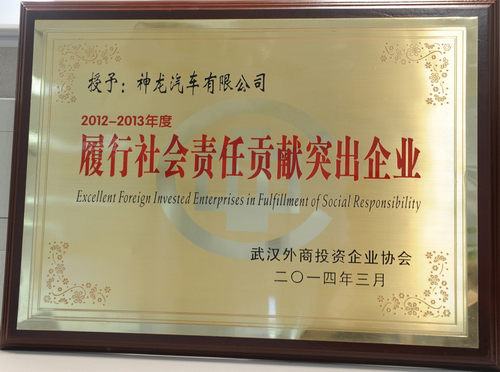 授予：神龙汽车有限公司
2012-2013年度
履行社会责任贡献突出企业
Excellent Foreign Invested Enterprises in Fulfillment of Social Responsibility
武汉外商投资企业协会
二〇一四年三月